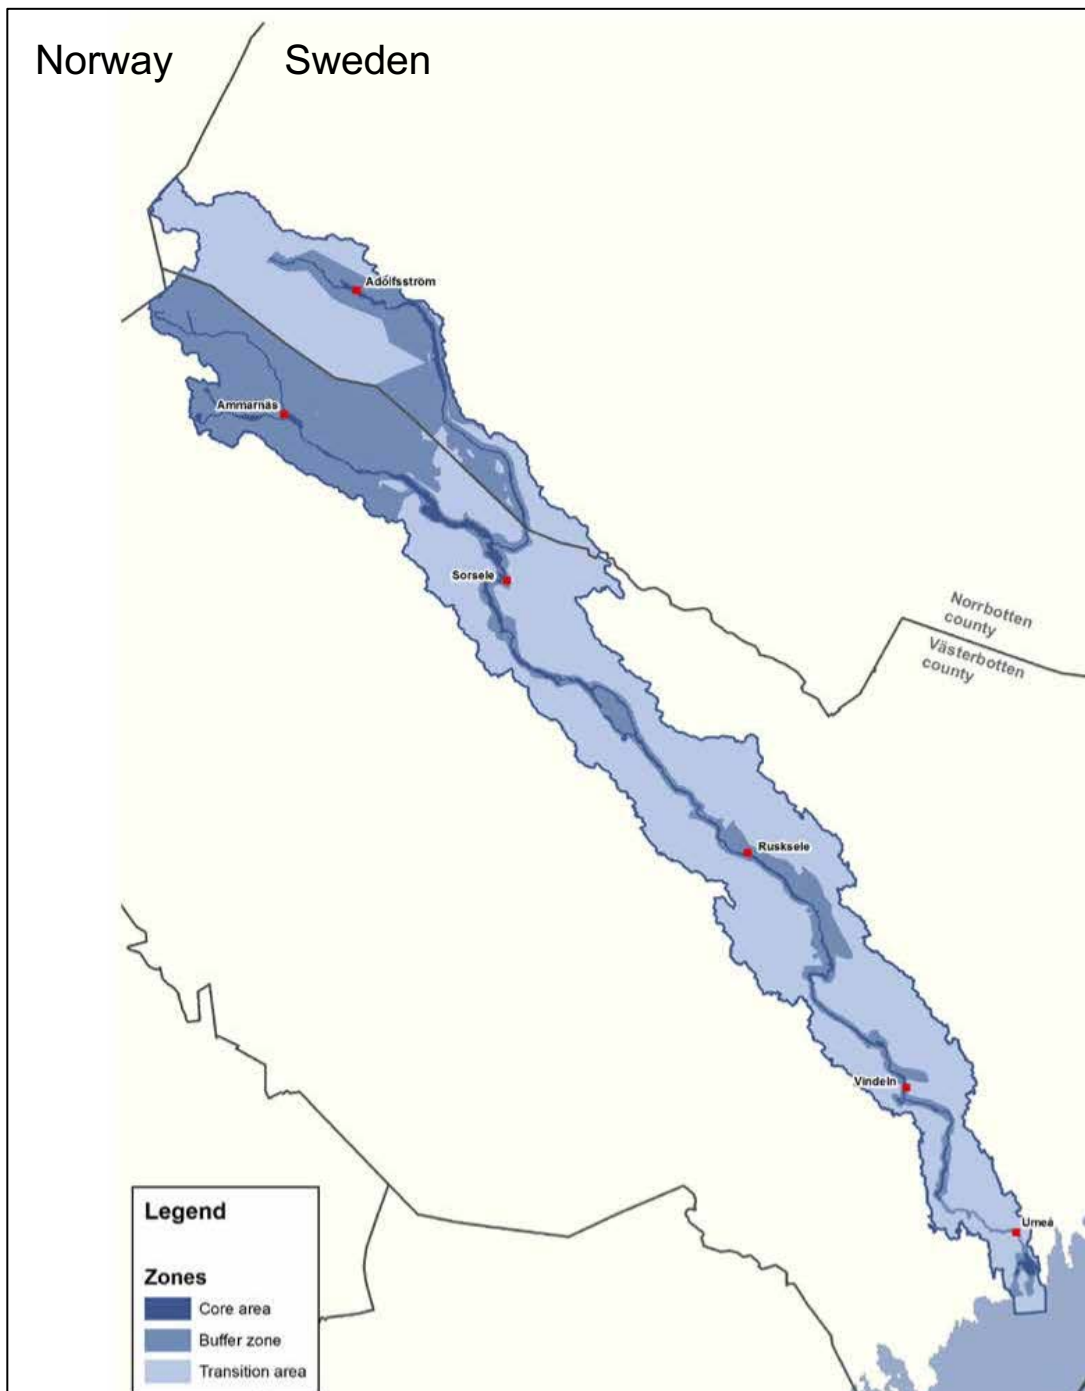 Norway Sweden
Adolfsström
Ammarnäs
Sorsele
Norrbotten
county
Västerbotten
county
Rusksele
Vindeln
Umeå
Legend
Zones
Core area
Buffer zone
Transition area